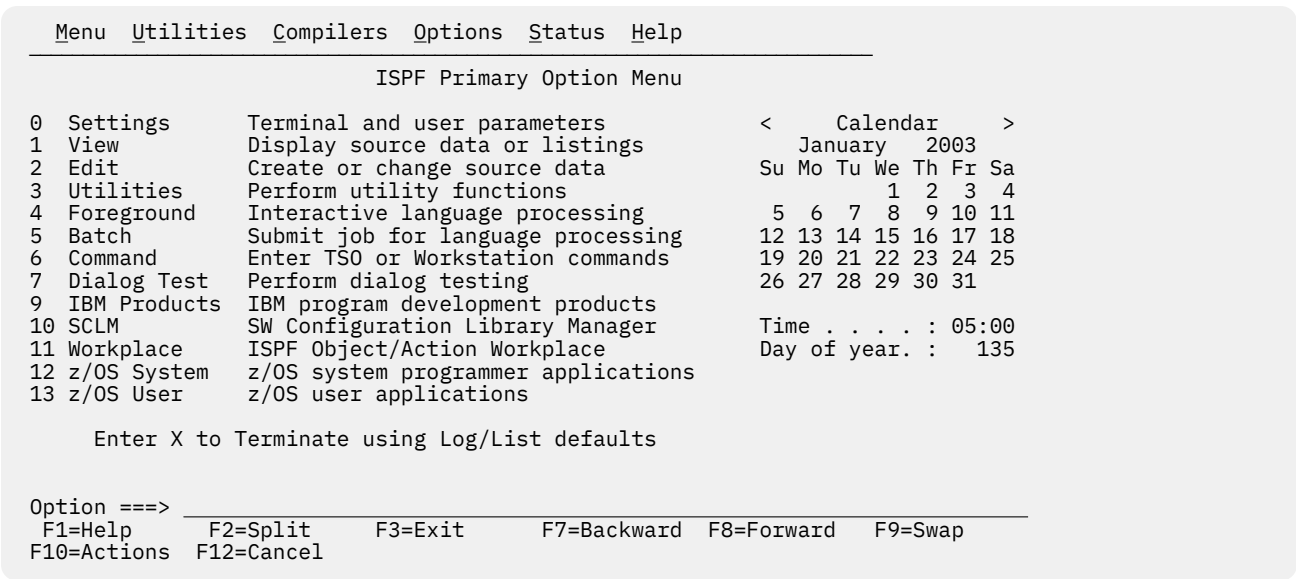 Menu  Utilities  Compilers  Options  Status  Help
ISPF Primary Option Menu
0  Settings      Terminal and user parameters            <     Calendar     >
1  View          Display source data or listings            January   2003
2  Edit          Create or change source data            Su Mo Tu We Th Fr Sa
3  Utilities     Perform utility functions                         1  2  3  4
4  Foreground    Interactive language processing          5  6  7  8  9 10 11
5  Batch         Submit job for language processing      12 13 14 15 16 17 18
6  Command       Enter TSO or Workstation commands       19 20 21 22 23 24 25
7  Dialog Test   Perform dialog testing                  26 27 28 29 30 31
9  IBM Products  IBM program development products
10 SCLM          SW Configuration Library Manager        Time . . . . : 05:00
11 Workplace     ISPF Object/Action Workplace            Day of year. :   135
12 z/OS System   z/OS system programmer applications
13 z/OS User     z/OS user applications
Enter X to Terminate using Log/List defaults
Option ===>
F1=Help      F2=Split     F3=Exit      F7=Backward  F8=Forward   F9=Swap
F10=Actions  F12=Cancel